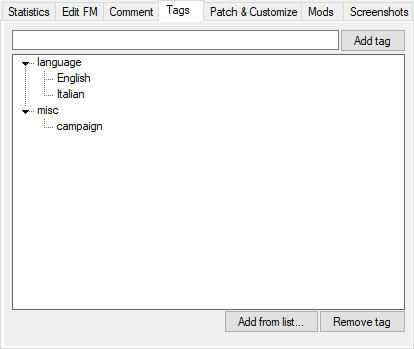 Statistics Edit FM Comment Tags Patch & Customize Mods Screenshots
Add tag
language
English
Italian
misc
campaign
Add from list... Remove tag